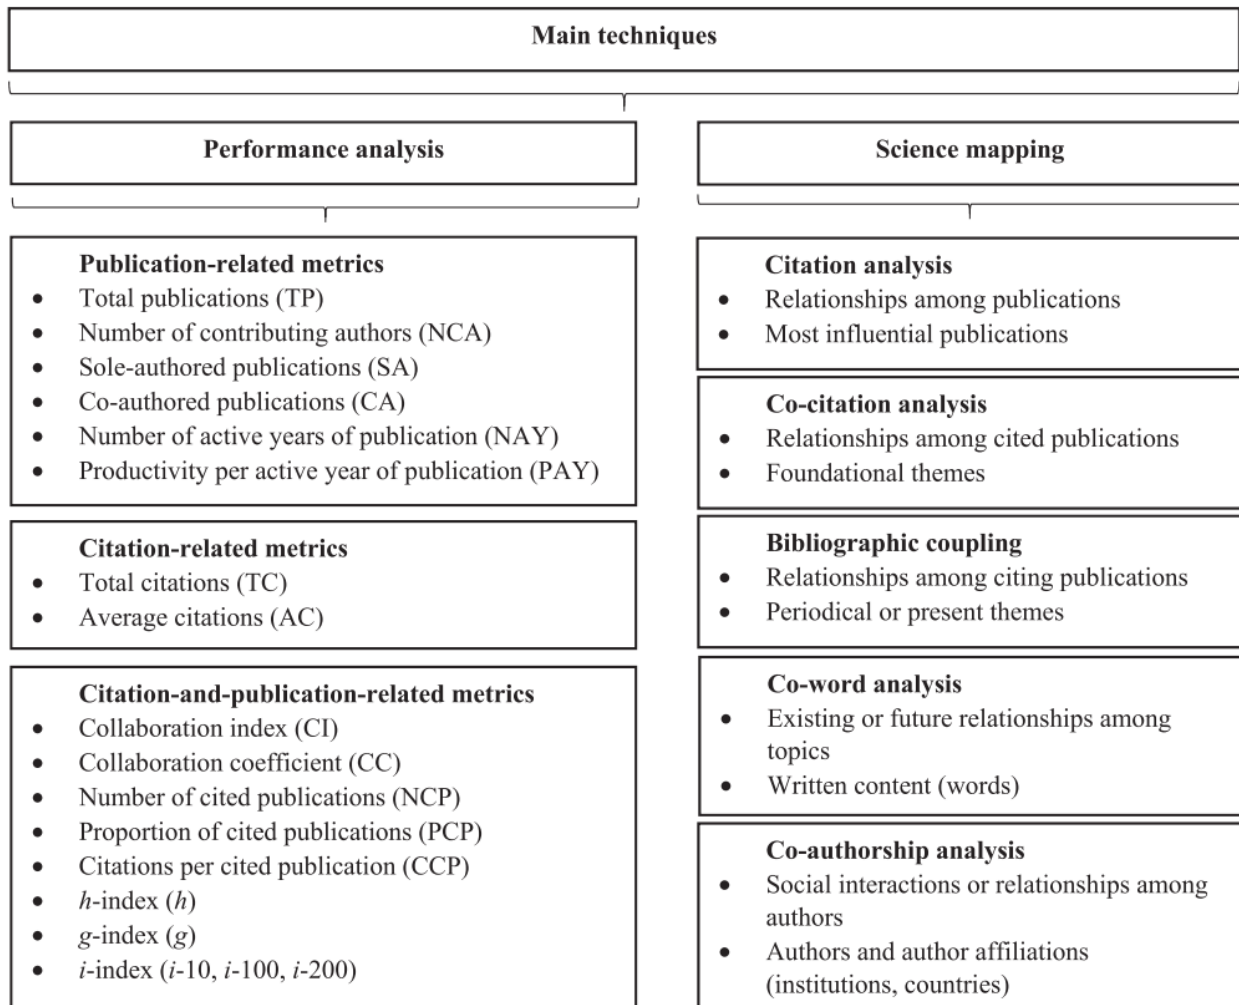 Main techniques
Performance analysis
Publication-related metrics
• Total publications (TP)
• Number of contributing authors (NCA)
• Sole-authored publications (SA)
• Co-authored publications (CA)
• Number of active years of publication (NAY)
• Productivity per active year of publication (PAY)
Citation-related metrics
• Total citations (TC)
• Average citations (AC)
Citation-and-publication-related metrics
• Collaboration index (CI)
• Collaboration coefficient (CC)
• Number of cited publications (NCP)
• Proportion of cited publications (PCP)
• Citations per cited publication (CCP)
• h-index (h)
• g-index (g)
• i-index (i-10, i-100, i-200)
Science mapping
Citation analysis
• Relationships among publications
• Most influential publications
Co-citation analysis
• Relationships among cited publications
• Foundational themes
Bibliographic coupling
• Relationships among citing publications
• Periodical or present themes
Co-word analysis
• Existing or future relationships among
topics
• Written content (words)
Co-authorship analysis
• Social interactions or relationships among
authors
• Authors and author affiliations
(institutions, countries)